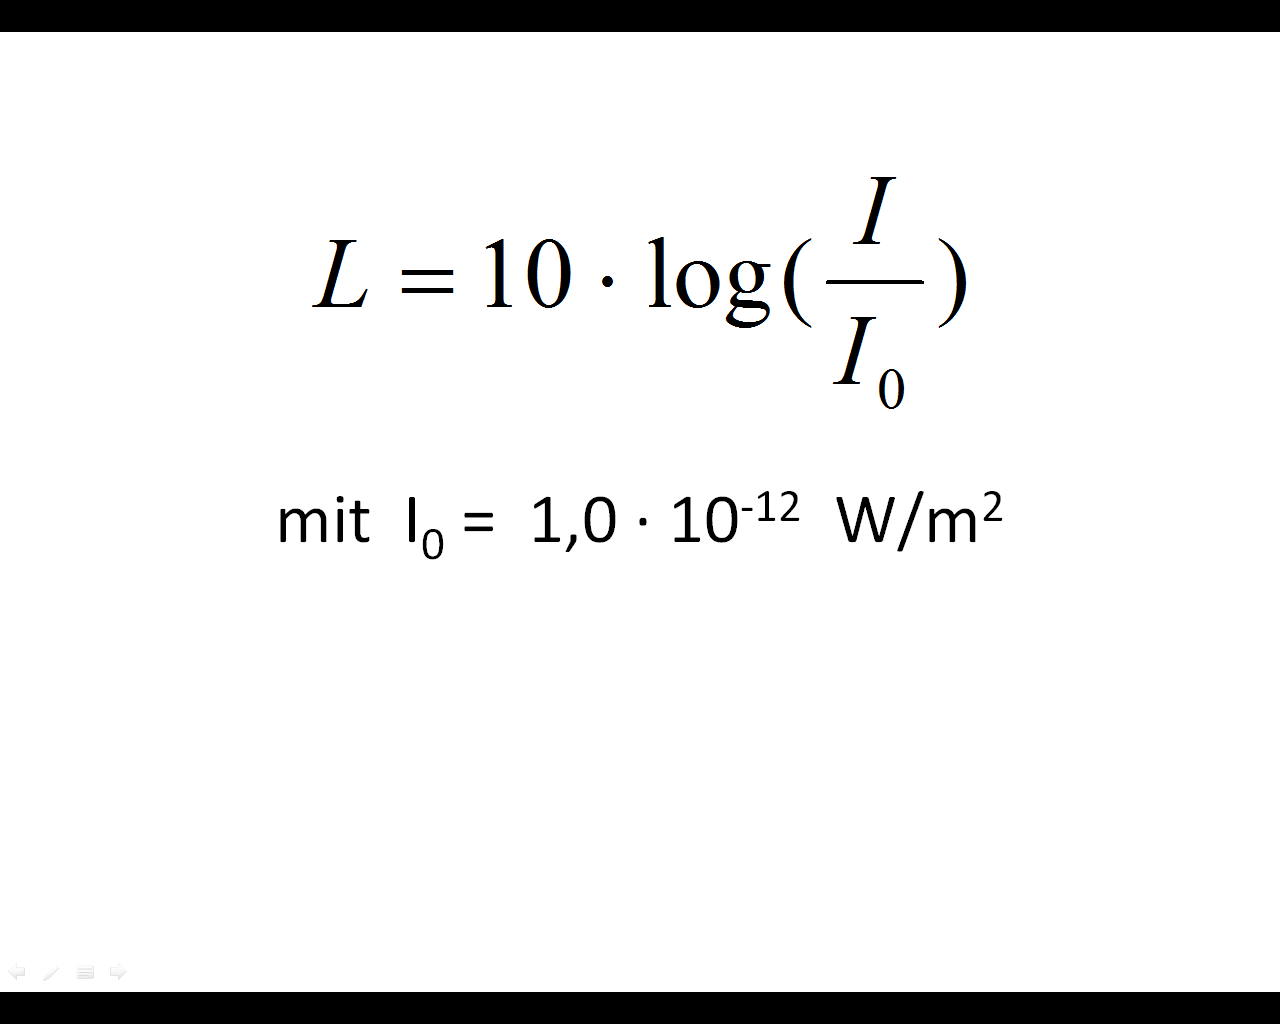 L = 10 · log(I/I₀)
mit I₀ = 1,0 · 10⁻¹² W/m²